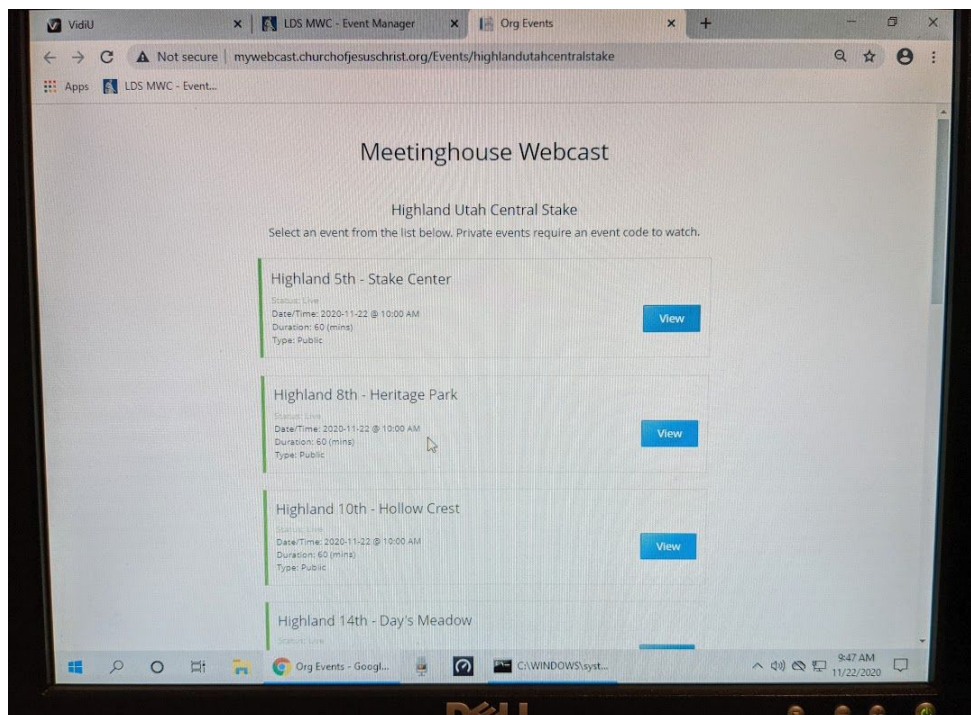 VidiU
LDS MWC - Event Manager
Org Events
Not secure
mywebcast.churchofjesuschrist.org/Events/highlandutahcentralstake
Apps
LDS MWC - Event...
Meetinghouse Webcast
Highland Utah Central Stake
Select an event from the list below. Private events require an event code to watch.
Highland 5th - Stake Center
Status: Live
Date/Time: 2020-11-22 @ 10:00 AM
Duration: 60 (mins)
Type: Public
View
Highland 8th - Heritage Park
Status: Live
Date/Time: 2020-11-22 @ 10:00 AM
Duration: 60 (mins)
Type: Public
View
Highland 10th - Hollow Crest
Status: Live
Date/Time: 2020-11-22 @ 10:00 AM
Duration: 60 (mins)
Type: Public
View
Highland 14th - Day's Meadow
Status: Live
Org Events - Googl...
C:\WINDOWS\syst...
9:47 AM
11/22/2020
DELL